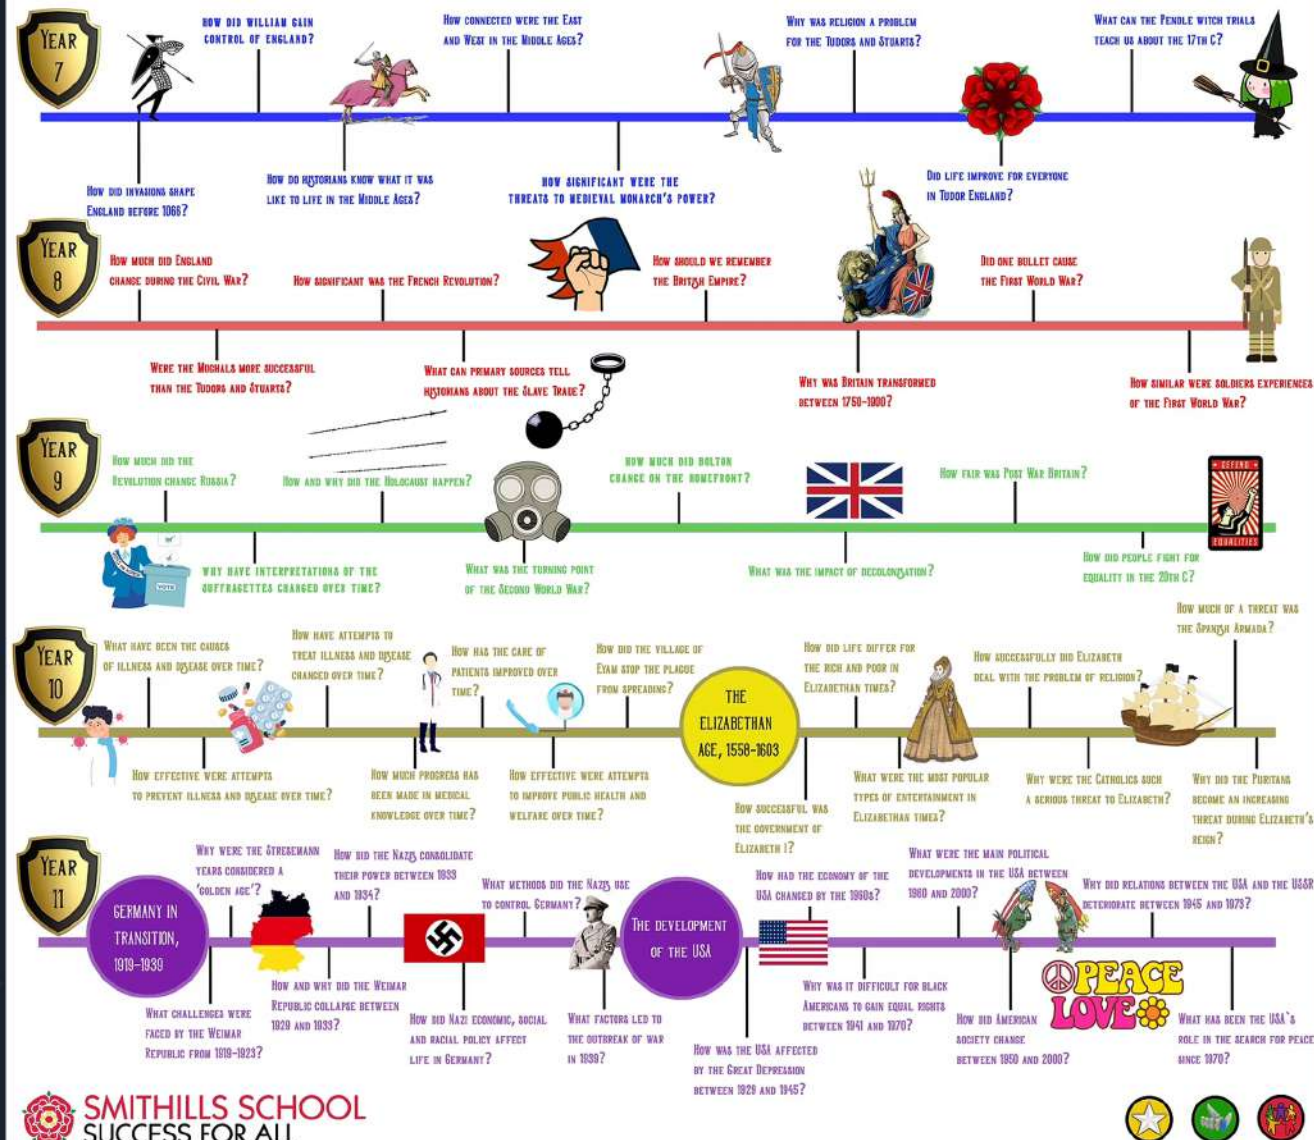 YEAR
7
HOW DID WILLIAM GAIN
CONTROL OF ENGLAND?
HOW CONNECTED WERE THE EAST
AND WEST IN THE MIDDLE AGES?
WHY WAS RELIGION A PROBLEM
FOR THE TUDORS AND STUARTS?
WHAT CAN THE PENDLE WITCH TRIALS
TEACH US ABOUT THE 17TH C?
HOW DID INVASIONS SHAPE
ENGLAND BEFORE 1066?
HOW DO HISTORIANS KNOW WHAT IT WAS
LIKE TO LIVE IN THE MIDDLE AGES?
HOW SIGNIFICANT WERE THE
THREATS TO MEDIEVAL MONARCH'S POWER?
DID LIFE IMPROVE FOR EVERYONE
IN TUDOR ENGLAND?
YEAR
8
HOW MUCH DID ENGLAND
CHANGE DURING THE CIVIL WAR?
HOW SIGNIFICANT WAS THE FRENCH REVOLUTION?
HOW SHOULD WE REMEMBER
THE BRITISH EMPIRE?
DID ONE BULLET CAUSE
THE FIRST WORLD WAR?
WERE THE MUGHALS MORE SUCCESSFUL
THAN THE TUDORS AND STUARTS?
WHAT CAN PRIMARY SOURCES TELL
HISTORIANS ABOUT THE SLAVE TRADE?
WHY WAS BRITAIN TRANSFORMED
BETWEEN 1750-1900?
HOW SIMILAR WERE SOLDIERS EXPERIENCES
OF THE FIRST WORLD WAR?
YEAR
9
HOW MUCH DID THE
REVOLUTION CHANGE RUSSIA?
HOW AND WHY DID THE HOLOCAUST HAPPEN?
HOW MUCH DID BOLTON
CHANGE ON THE HOMEFRONT?
HOW FAIR WAS POST WAR BRITAIN?
DEFEND
EQUALITIES
VOTE
WHY HAVE INTERPRETATIONS OF THE
SUFFRAGETTES CHANGED OVER TIME?
WHAT WAS THE TURNING POINT
OF THE SECOND WORLD WAR?
WHAT WAS THE IMPACT OF DECOLONISATION?
HOW DID PEOPLE FIGHT FOR
EQUALITY IN THE 20TH C?
YEAR
10
WHAT HAVE BEEN THE CAUSES
OF ILLNESS AND DISEASE OVER TIME?
HOW HAVE ATTEMPTS TO
TREAT ILLNESS AND DISEASE
CHANGED OVER TIME?
HOW HAS THE CARE OF
PATIENTS IMPROVED OVER
TIME?
HOW DID THE VILLAGE OF
EYAM STOP THE PLAGUE
FROM SPREADING?
THE
ELIZABETHAN
AGE, 1558-1603
HOW DID LIFE DIFFER FOR
THE RICH AND POOR IN
ELIZABETHAN TIMES?
HOW SUCCESSFULLY DID ELIZABETH
DEAL WITH THE PROBLEM OF RELIGION?
HOW MUCH OF A THREAT WAS
THE SPANISH ARMADA?
HOW EFFECTIVE WERE ATTEMPTS
TO PREVENT ILLNESS AND DISEASE OVER TIME?
HOW MUCH PROGRESS HAS
BEEN MADE IN MEDICAL
KNOWLEDGE OVER TIME?
HOW EFFECTIVE WERE ATTEMPTS
TO IMPROVE PUBLIC HEALTH AND
WELFARE OVER TIME?
HOW SUCCESSFUL WAS
THE GOVERNMENT OF
ELIZABETH I?
WHAT WERE THE MOST POPULAR
TYPES OF ENTERTAINMENT IN
ELIZABETHAN TIMES?
WHY WERE THE CATHOLICS SUCH
A SERIOUS THREAT TO ELIZABETH?
WHY DID THE PURITANS
BECOME AN INCREASING
THREAT DURING ELIZABETH'S
REIGN?
YEAR
11
GERMANY IN
TRANSITION,
1919-1939
WHY WERE THE STRESEMANN
YEARS CONSIDERED A
'GOLDEN AGE'?
HOW DID THE NAZIS CONSOLIDATE
THEIR POWER BETWEEN 1933
AND 1934?
WHAT METHODS DID THE NAZIS USE
TO CONTROL GERMANY?
THE DEVELOPMENT
OF THE USA
HOW HAD THE ECONOMY OF THE
USA CHANGED BY THE 1960S?
WHAT WERE THE MAIN POLITICAL
DEVELOPMENTS IN THE USA BETWEEN
1960 AND 2000?
WHY DID RELATIONS BETWEEN THE USA AND THE USSR
DETERIORATE BETWEEN 1945 AND 1973?
WHAT CHALLENGES WERE
FACED BY THE WEIMAR
REPUBLIC FROM 1919-1923?
HOW AND WHY DID THE WEIMAR
REPUBLIC COLLAPSE BETWEEN
1929 AND 1933?
HOW DID NAZI ECONOMIC, SOCIAL
AND RACIAL POLICY AFFECT
LIFE IN GERMANY?
WHAT FACTORS LED TO
THE OUTBREAK OF WAR
IN 1939?
HOW WAS THE USA AFFECTED
BY THE GREAT DEPRESSION
BETWEEN 1929 AND 1945?
WHY WAS IT DIFFICULT FOR BLACK
AMERICANS TO GAIN EQUAL RIGHTS
BETWEEN 1941 AND 1970?
HOW DID AMERICAN
SOCIETY CHANGE
BETWEEN 1950 AND 2000?
PEACE
LOVE
WHAT HAS BEEN THE USA'S
ROLE IN THE SEARCH FOR PEACE
SINCE 1970?
SMITHILLS SCHOOL
SUCCESS FOR ALL